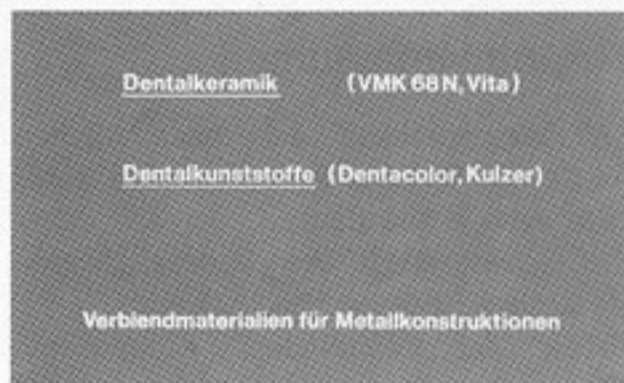 Dentalkeramik (VMK 68 N, Vita)
Dentalkunststoffe (Dentacolor, Kulzer)
Verblendmaterialien für Metallkonstruktionen